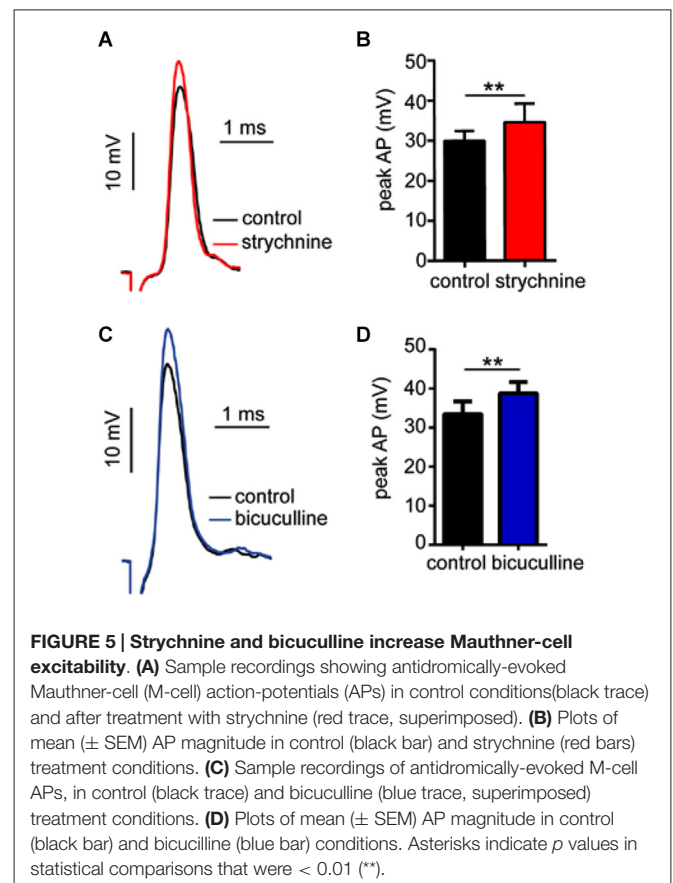 A
10 mV
1 ms
control
strychnine
B
peak AP (mV)
50
40
30
20
10
0
**
control strychnine
C
10 mV
1 ms
control
bicuculline
D
peak AP (mV)
50
40
30
20
10
0
**
control bicuculline
FIGURE 5 | Strychnine and bicuculline increase Mauthner-cell
excitability. (A) Sample recordings showing antidromically-evoked
Mauthner-cell (M-cell) action-potentials (APs) in control conditions(black trace)
and after treatment with strychnine (red trace, superimposed). (B) Plots of
mean (± SEM) AP magnitude in control (black bar) and strychnine (red bars)
treatment conditions. (C) Sample recordings of antidromically-evoked M-cell
APs, in control (black trace) and bicuculline (blue trace, superimposed)
treatment conditions. (D) Plots of mean (± SEM) AP magnitude in control
(black bar) and bicucilline (blue bar) conditions. Asterisks indicate p values in
statistical comparisons that were < 0.01 (**).